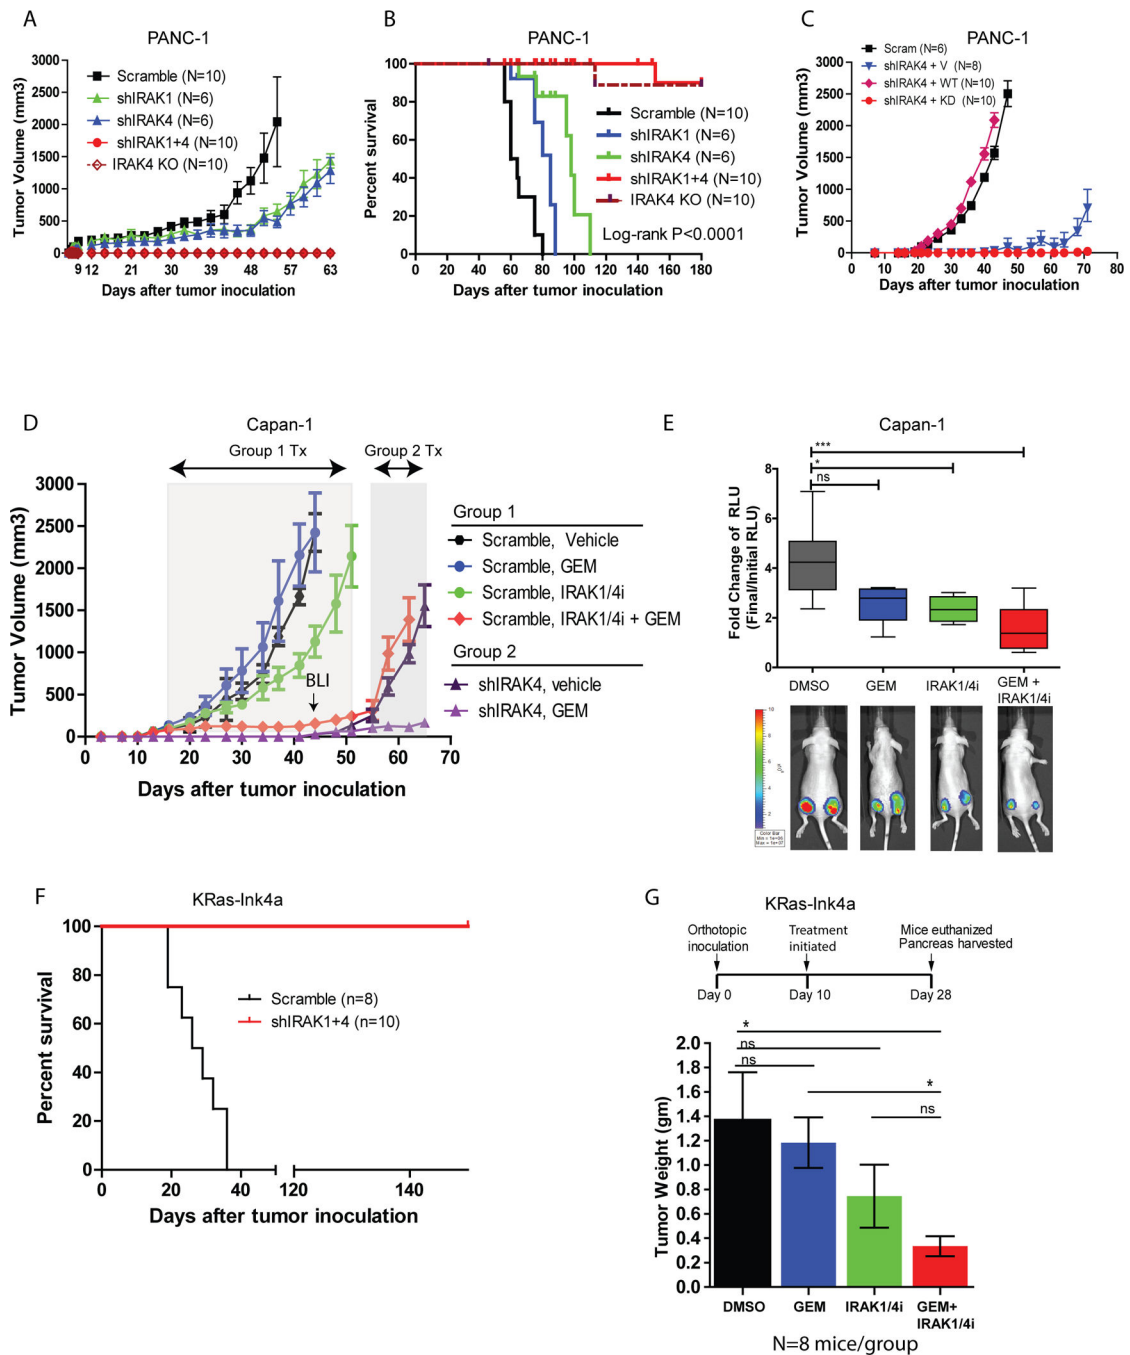 A
PANC-1
Tumor Volume (mm3)
3000
2500
2000
1500
1000
500
0
Scramble (N=10)
shIRAK1 (N=6)
shIRAK4 (N=6)
shIRAK1+4 (N=10)
IRAK4 KO (N=10)
9 12 21 30 39 48 57 63
Days after tumor inoculation
B
PANC-1
Percent survival
100
80
60
40
20
0
Scramble (N=10)
shIRAK1 (N=6)
shIRAK4 (N=6)
shIRAK1+4 (N=10)
IRAK4 KO (N=10)
Log-rank P<0.0001
0 20 40 60 80 100 120 140 160 180
Days after tumor inoculation
C
PANC-1
Scram (N=6)
shIRAK4 + V (N=8)
shIRAK4 + WT (N=10)
shIRAK4 + KD (N=10)
Tumor Volume (mm3)
3000
2500
2000
1500
1000
500
0
0 10 20 30 40 50 60 70 80
Days after tumor inoculation
D
Capan-1
Group 1 Tx
Group 2 Tx
Tumor Volume (mm3)
3000
2500
2000
1500
1000
500
0
BLI
Group 1
Scramble, Vehicle
Scramble, GEM
Scramble, IRAK1/4i
Scramble, IRAK1/4i + GEM
Group 2
shIRAK4, vehicle
shIRAK4, GEM
0 10 20 30 40 50 60 70
Days after tumor inoculation
E
Capan-1
***
*
ns
Fold Change of RLU
(Final/Initial RLU)
8
6
4
2
0
DMSO
GEM
IRAK1/4i
GEM +
IRAK1/4i
10
8
6
4
2
Color Bar
F
KRas-Ink4a
Percent survival
100
80
60
40
20
0
Scramble (n=8)
shIRAK1+4 (n=10)
0 20 40 120 140
Days after tumor inoculation
G
KRas-Ink4a
Orthotopic
inoculation
Treatment
initiated
Mice euthanized
Pancreas harvested
Day 0
Day 10
Day 28
Tumor Weight (gm)
2.0
1.8
1.6
1.4
1.2
1.0
0.8
0.6
0.4
0.2
0.0
*
ns
ns
*
ns
DMSO
GEM
IRAK1/4i
GEM+
IRAK1/4i
N=8 mice/group